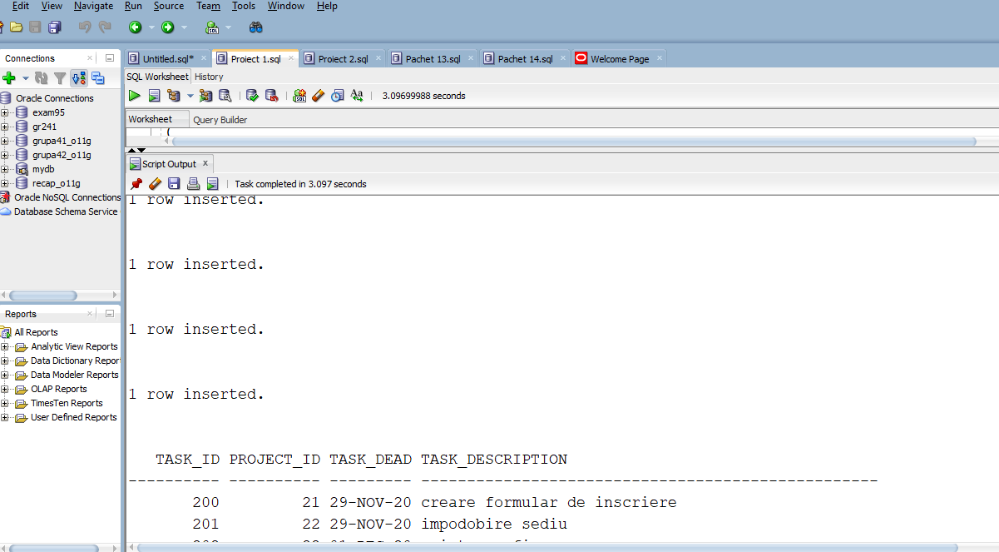 Edit View Navigate Run Source Team Tools Window Help
Connections
Oracle Connections
exam95
gr241
grupa41_o11g
grupa42_o11g
mydb
recap_o11g
Oracle NoSQL Connections
Database Schema Service
Reports
All Reports
Analytic View Reports
Data Dictionary Repor
Data Modeler Reports
OLAP Reports
TimesTen Reports
User Defined Reports
Untitled.sql* Proiect 1.sql Proiect 2.sql Pachet 13.sql Pachet 14.sql Welcome Page
SQL Worksheet History
3.09699988 seconds
Worksheet Query Builder
(
Script Output
Task completed in 3.097 seconds
1 row inserted.
1 row inserted.
1 row inserted.
1 row inserted.
TASK_ID PROJECT_ID TASK_DEAD TASK_DESCRIPTION
---------- ---------- --------- --------------------------------------------------
200 21 29-NOV-20 creare formular de inscriere
201 22 29-NOV-20 impodobire sediu